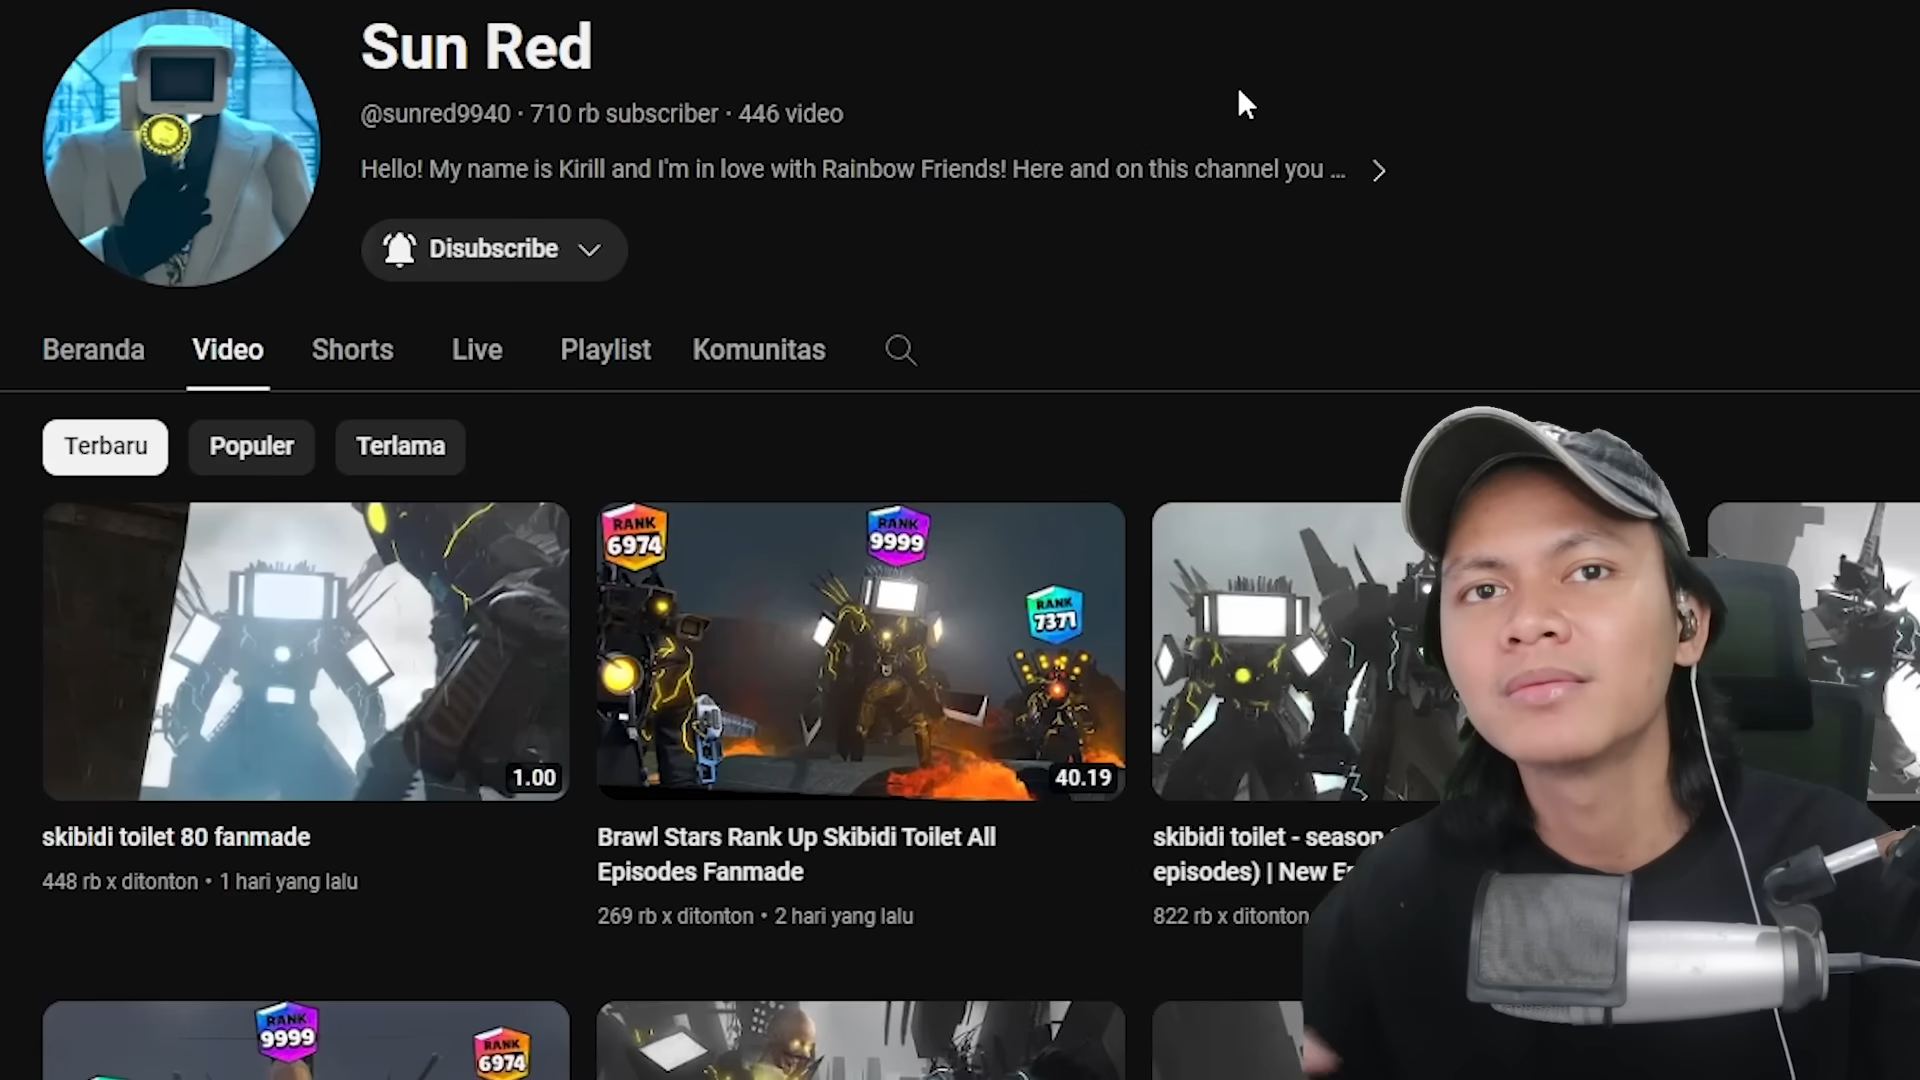 Sun Red
@sunred9940 · 710 rb subscriber · 446 video
Hello! My name is Kirill and I'm in love with Rainbow Friends! Here and on this channel you ...
Disubscribe
Beranda Video Shorts Live Playlist Komunitas
Terbaru Populer Terlama
RANK
6974
RANK
9999
RANK
7371
1.00
40.19
skibidi toilet 80 fanmade
448 rb x ditonton • 1 hari yang lalu
Brawl Stars Rank Up Skibidi Toilet All
Episodes Fanmade
269 rb x ditonton • 2 hari yang lalu
skibidi toilet - season
episodes) | New
822 rb x ditonton
RANK
9999
RANK
6974